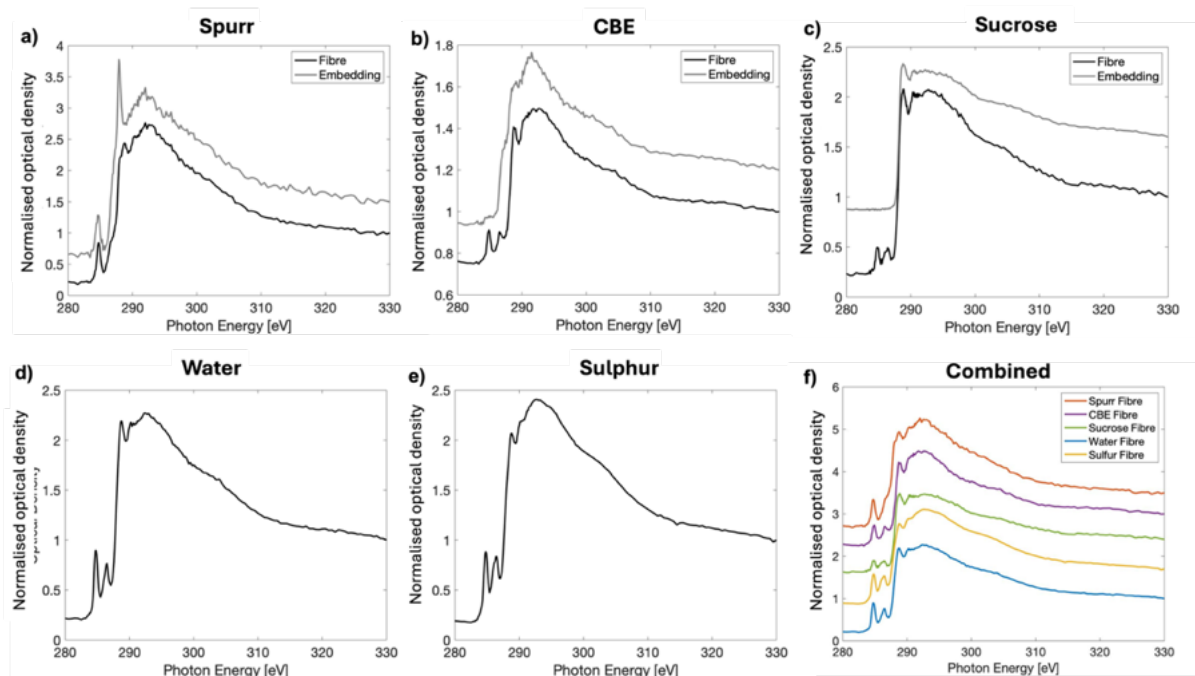 Spurr
a)
4
3.5
3
2.5
2
1.5
1
0.5
0
Normalised optical density
Fibre
Embedding
280 290 300 310 320 330
Photon Energy [eV]
CBE
b)
1.8
1.6
1.4
1.2
1
0.8
0.6
Normalised optical density
Fibre
Embedding
280 290 300 310 320 330
Photon Energy [eV]
Sucrose
c)
2.5
2
1.5
1
0.5
0
Normalised optical density
Fibre
Embedding
280 290 300 310 320 330
Photon Energy [eV]
Water
d)
2.5
2
1.5
1
0.5
0
Normalised optical density
280 290 300 310 320 330
Photon Energy [eV]
Sulphur
e)
2.5
2
1.5
1
0.5
0
Normalised optical density
280 290 300 310 320 330
Photon Energy [eV]
Combined
f)
6
5
4
3
2
1
0
Normalised optical density
Spurr Fibre
CBE Fibre
Sucrose Fibre
Water Fibre
Sulfur Fibre
280 290 300 310 320 330
Photon Energy [eV]